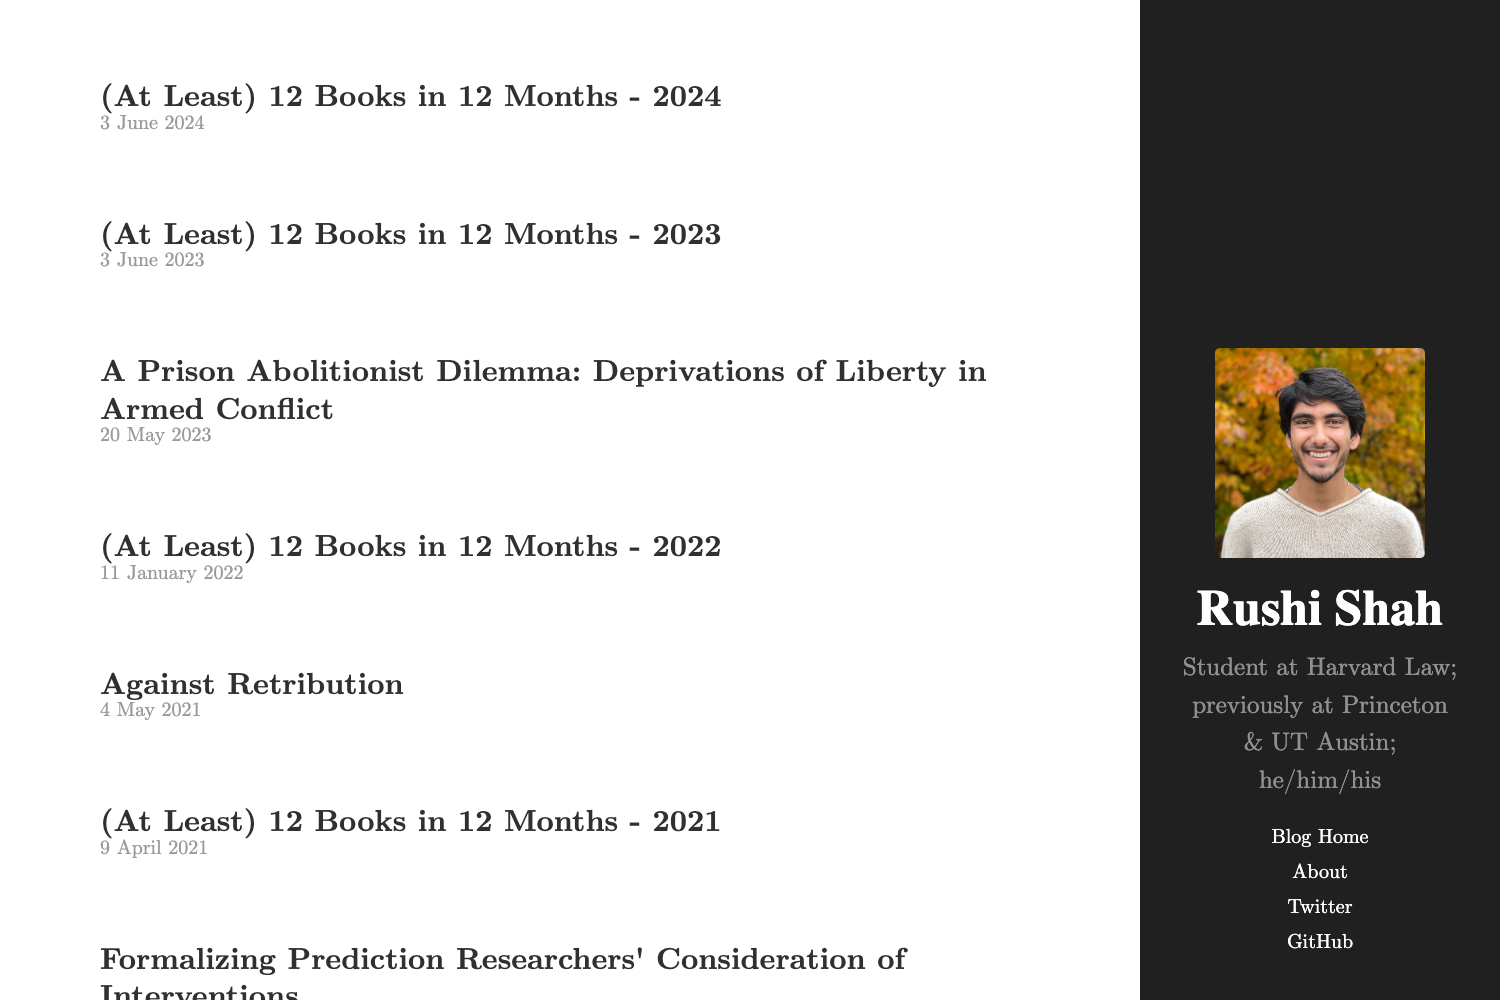 (At Least) 12 Books in 12 Months - 2024
3 June 2024
(At Least) 12 Books in 12 Months - 2023
3 June 2023
A Prison Abolitionist Dilemma: Deprivations of Liberty in
Armed Conflict
20 May 2023
(At Least) 12 Books in 12 Months - 2022
11 January 2022
Against Retribution
4 May 2021
(At Least) 12 Books in 12 Months - 2021
9 April 2021
Formalizing Prediction Researchers' Consideration of
Interventions
Rushi Shah
Student at Harvard Law;
previously at Princeton
& UT Austin;
he/him/his
Blog Home
About
Twitter
GitHub